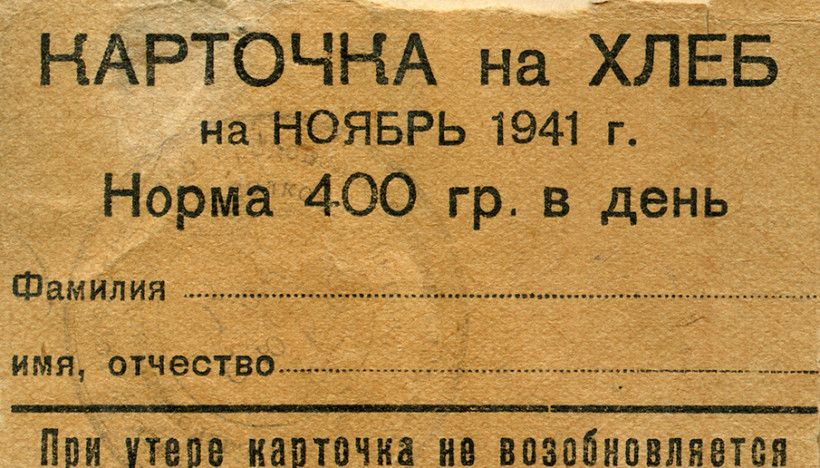 КАРТОЧКА на ХЛЕБ
на НОЯБРЬ 1941 г.
Норма 400 гр. в день
Фамилия
имя, отчество
При утере карточка не возобновляется